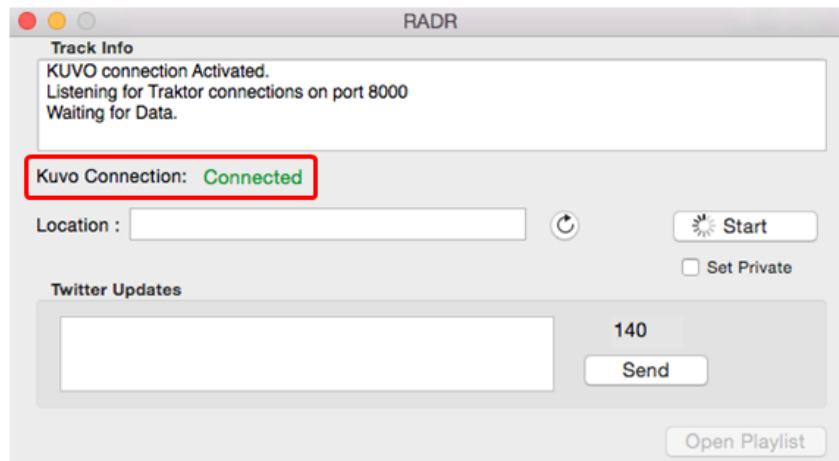 RADR
Track Info
KUVO connection Activated.
Listening for Traktor connections on port 8000
Waiting for Data.
Kuvo Connection: Connected
Location :
Start
Set Private
Twitter Updates
140
Send
Open Playlist